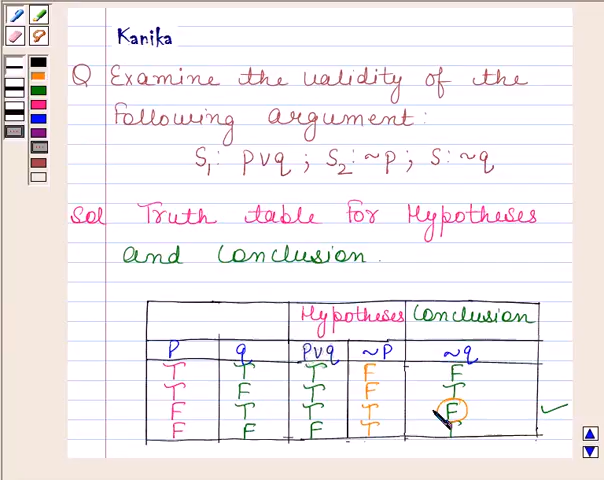 Kanika
Q Examine the validity of the
following argument:
S₁: p∨q ; S₂: ~p ; S: ~q
Sol Truth table for Hypotheses
and Conclusion.
Hypotheses Conclusion
p q p∨q ~p ~q
T T T F F
T F T F T
F T T T F ✓
F F F T T